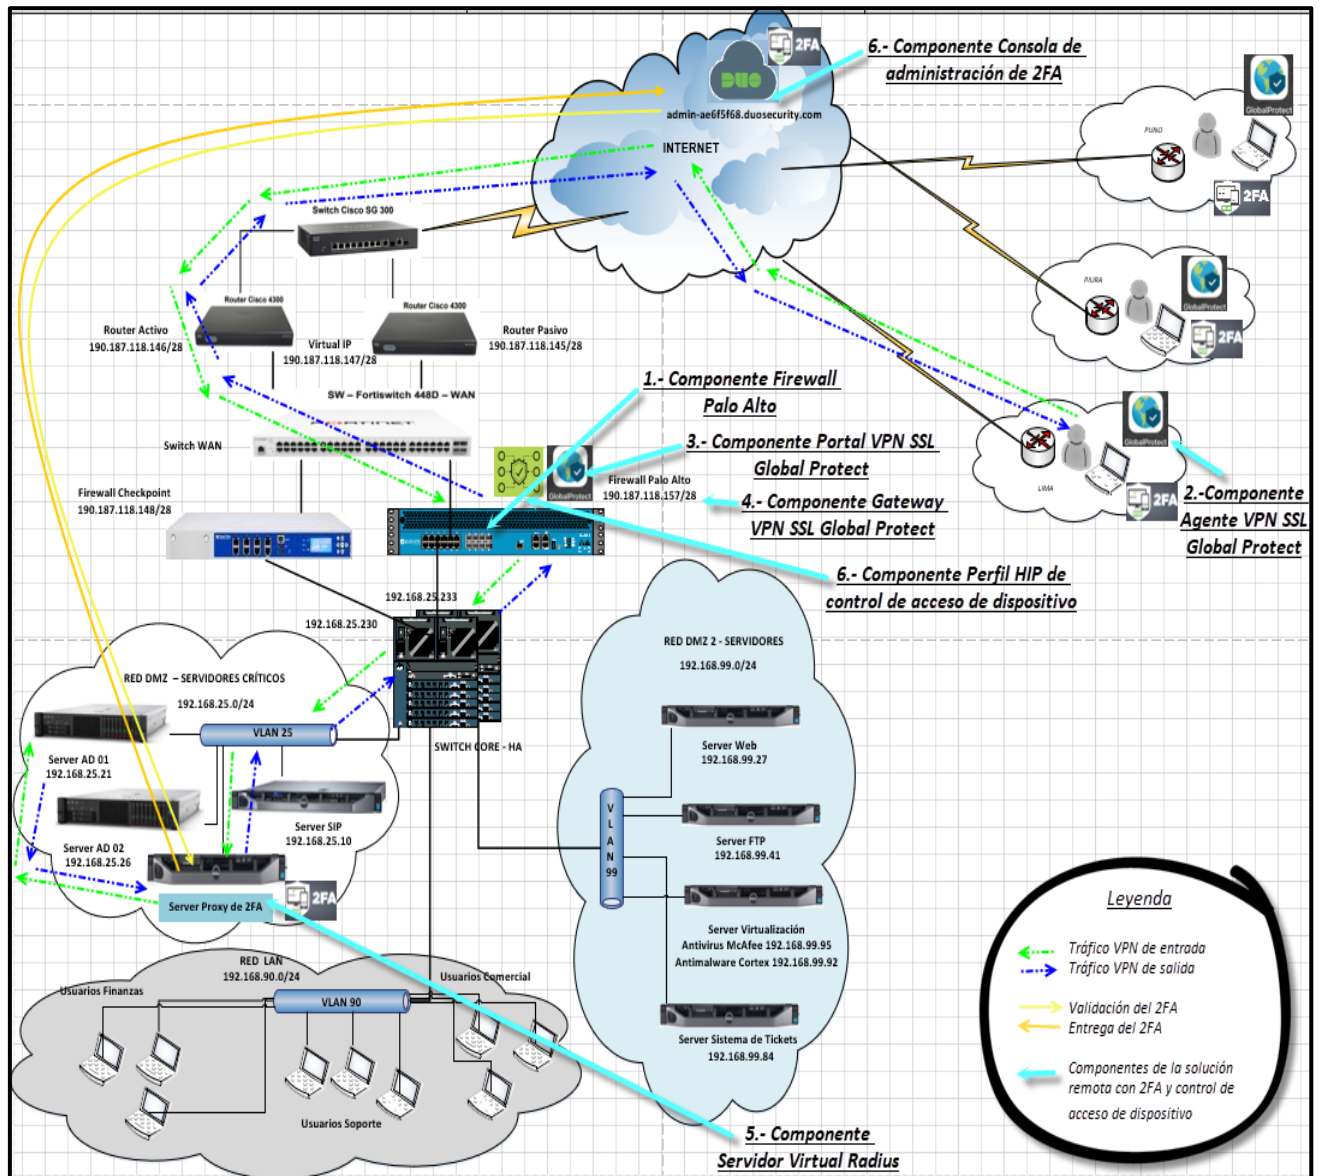 6.- Componente Consola de
administración de 2FA
2FA
DUO
admin-ae6f5f68.duosecurity.com
INTERNET
GlobalProtect
PUNO
2FA
Switch Cisco SG 300
PIURA
GlobalProtect
2FA
Router Cisco 4300
Router Cisco 4300
Router Activo
190.187.118.146/28
Virtual IP
190.187.118.147/28
Router Pasivo
190.187.118.145/28
1.- Componente Firewall
Palo Alto
SW – Fortiswitch 448D – WAN
Switch WAN
3.- Componente Portal VPN SSL
Global Protect
GlobalProtect
LIMA
2FA
GlobalProtect
Firewall Palo Alto
190.187.118.157/28
4.- Componente Gateway
VPN SSL Global Protect
2.-Componente
Agente VPN SSL
Global Protect
Firewall Checkpoint
190.187.118.148/28
6.- Componente Perfil HIP de
control de acceso de dispositivo
192.168.25.233
192.168.25.230
RED DMZ – SERVIDORES CRÍTICOS
192.168.25.0/24
VLAN 25
SWITCH CORE - HA
Server AD 01
192.168.25.21
Server SIP
192.168.25.10
Server AD 02
192.168.25.26
Server Proxy de 2FA
2FA
RED DMZ 2 - SERVIDORES
192.168.99.0/24
Server Web
192.168.99.27
VLAN 99
Server FTP
192.168.99.41
Server Virtualización
Antivirus McAfee 192.168.99.95
Antimalware Cortex 192.168.99.92
Server Sistema de Tickets
192.168.99.84
RED LAN
192.168.90.0/24
Usuarios Finanzas
VLAN 90
Usuarios Comercial
Usuarios Soporte
5.- Componente
Servidor Virtual Radius
Leyenda
Tráfico VPN de entrada
Tráfico VPN de salida
Validación del 2FA
Entrega del 2FA
Componentes de la solución
remota con 2FA y control de
acceso de dispositivo